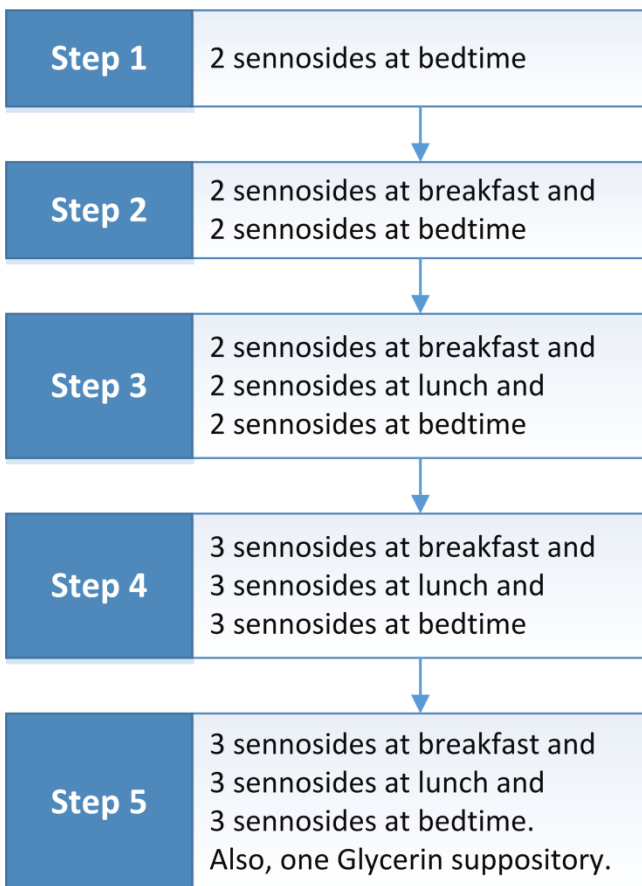 Step 1
2 sennosides at bedtime
Step 2
2 sennosides at breakfast and
2 sennosides at bedtime
Step 3
2 sennosides at breakfast and
2 sennosides at lunch and
2 sennosides at bedtime
Step 4
3 sennosides at breakfast and
3 sennosides at lunch and
3 sennosides at bedtime
Step 5
3 sennosides at breakfast and
3 sennosides at lunch and
3 sennosides at bedtime.
Also, one Glycerin suppository.